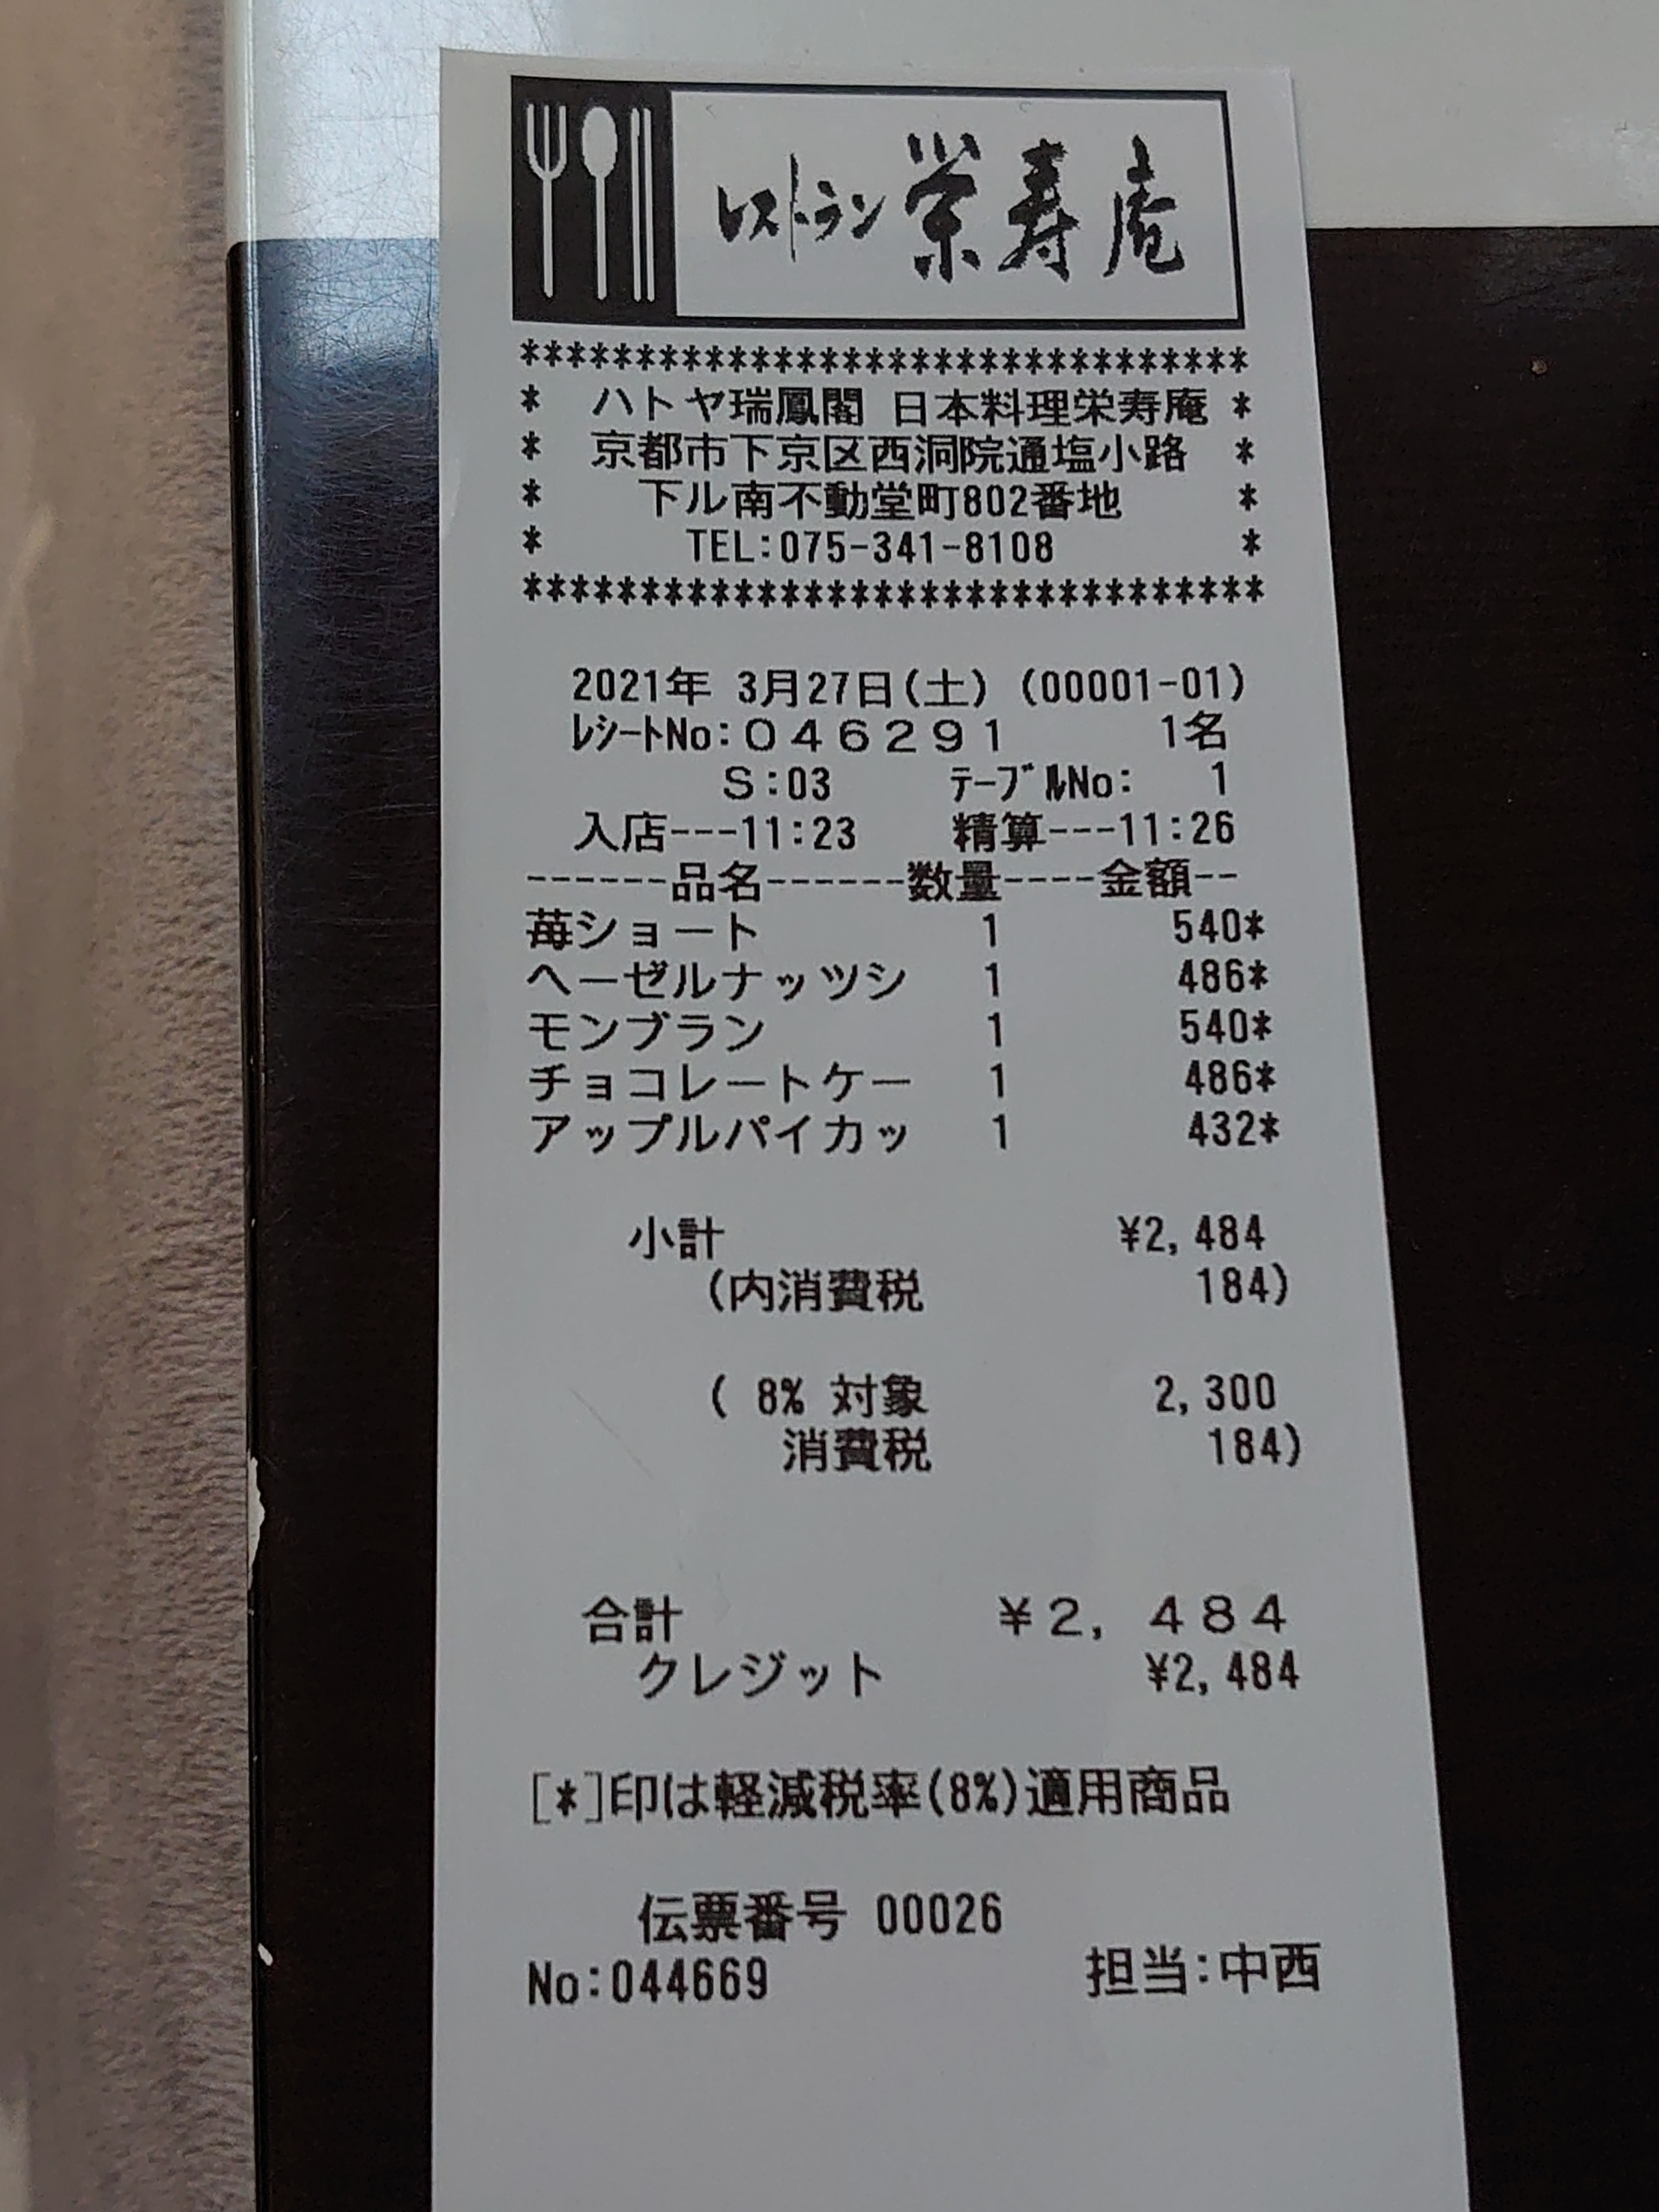 レストラン 栄寿庵
********************************
* ハトヤ瑞鳳閣 日本料理栄寿庵 *
* 京都市下京区西洞院通塩小路 *
* 下ル南不動堂町802番地 *
* TEL:075-341-8108 *
********************************
2021年 3月27日(土) (00001-01)
ﾚｼｰﾄNo:046291 1名
S:03 ﾃｰﾌﾞﾙNo: 1
入店---11:23 精算---11:26
------品名------数量----金額--
苺ショート 1 540*
ヘーゼルナッツシ 1 486*
モンブラン 1 540*
チョコレートケー 1 486*
アップルパイカッ 1 432*
小計 ¥2,484
(内消費税 184)
( 8% 対象 2,300
消費税 184)
合計 ¥2,484
クレジット ¥2,484
[*]印は軽減税率(8%)適用商品
伝票番号 00026
No:044669 担当:中西